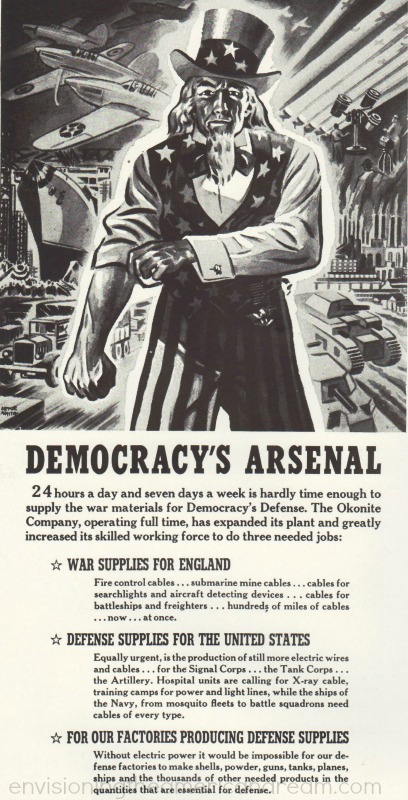 DEMOCRACY'S ARSENAL
24 hours a day and seven days a week is hardly time enough to
supply the war materials for Democracy's Defense. The Okonite
Company, operating full time, has expanded its plant and greatly
increased its skilled working force to do three needed jobs:
☆ WAR SUPPLIES FOR ENGLAND
Fire control cables . . . submarine mine cables . . . cables for
searchlights and aircraft detecting devices . . . cables for
battleships and freighters . . . hundreds of miles of cables
. . . now . . . at once.
☆ DEFENSE SUPPLIES FOR THE UNITED STATES
Equally urgent, is the production of still more electric wires
and cables . . . for the Signal Corps . . . the Tank Corps . . .
the Artillery. Hospital units are calling for X-ray cable,
training camps for power and light lines, while the ships of
the Navy, from mosquito fleets to battle squadrons need
cables of every type.
☆ FOR OUR FACTORIES PRODUCING DEFENSE SUPPLIES
Without electric power it would be impossible for our de-
fense factories to make shells, powder, guns, tanks, planes,
ships and the thousands of other needed products in the
quantities that are essential for defense.
envisioningtheamericandream.com